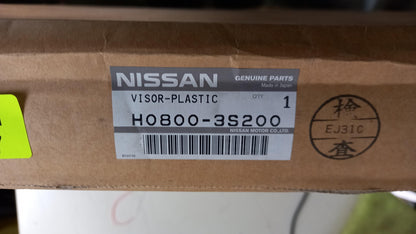 NISSAN
GENUINE PARTS
Made in Japan
VISOR-PLASTIC
QTY 1
H0800-3S200
NISSAN MOTOR CO.,LTD.
検
EJ31C
査